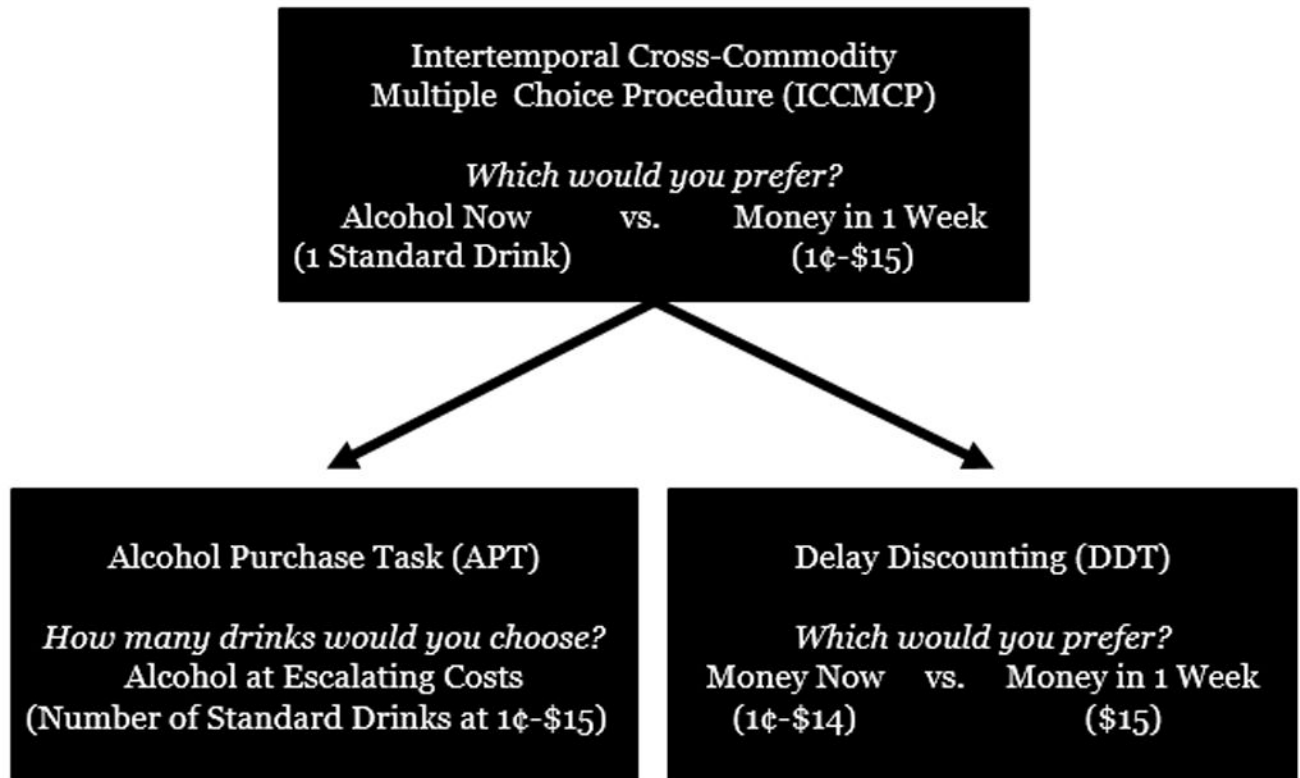 Intertemporal Cross-Commodity
Multiple Choice Procedure (ICCMCP)
Which would you prefer?
Alcohol Now vs. Money in 1 Week
(1 Standard Drink) (1¢-$15)
Alcohol Purchase Task (APT)
How many drinks would you choose?
Alcohol at Escalating Costs
(Number of Standard Drinks at 1¢-$15)
Delay Discounting (DDT)
Which would you prefer?
Money Now vs. Money in 1 Week
(1¢-$14) ($15)